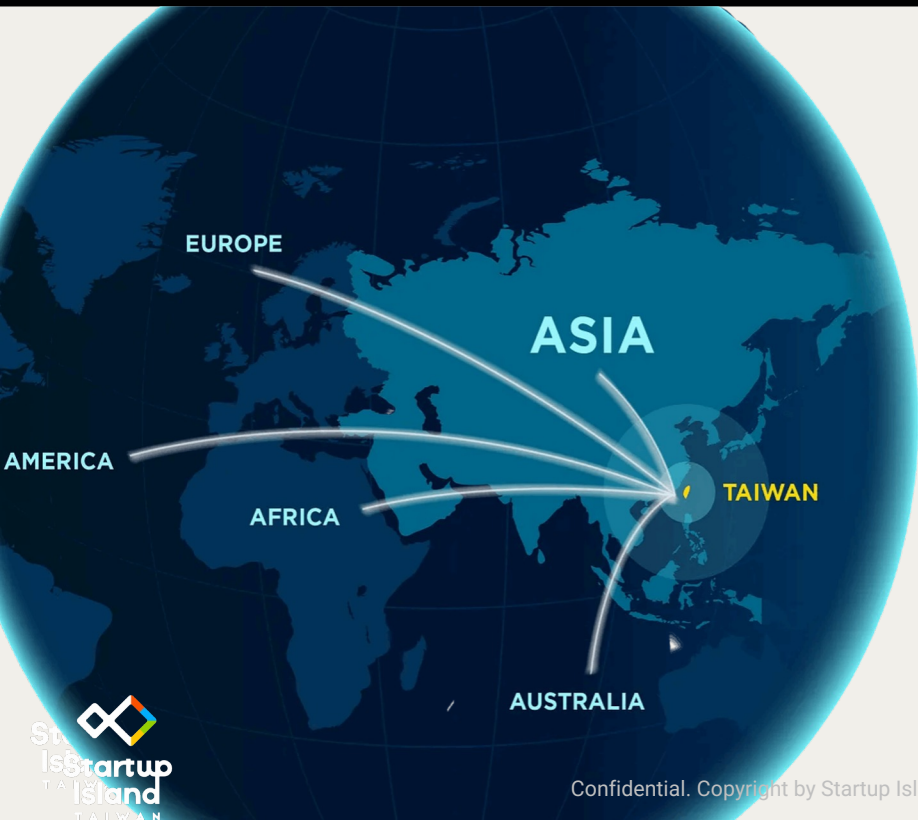 EUROPE
ASIA
AMERICA
TAIWAN
AFRICA
AUSTRALIA
Startup
Island
TAIWAN
Confidential. Copyright by Startup Isl